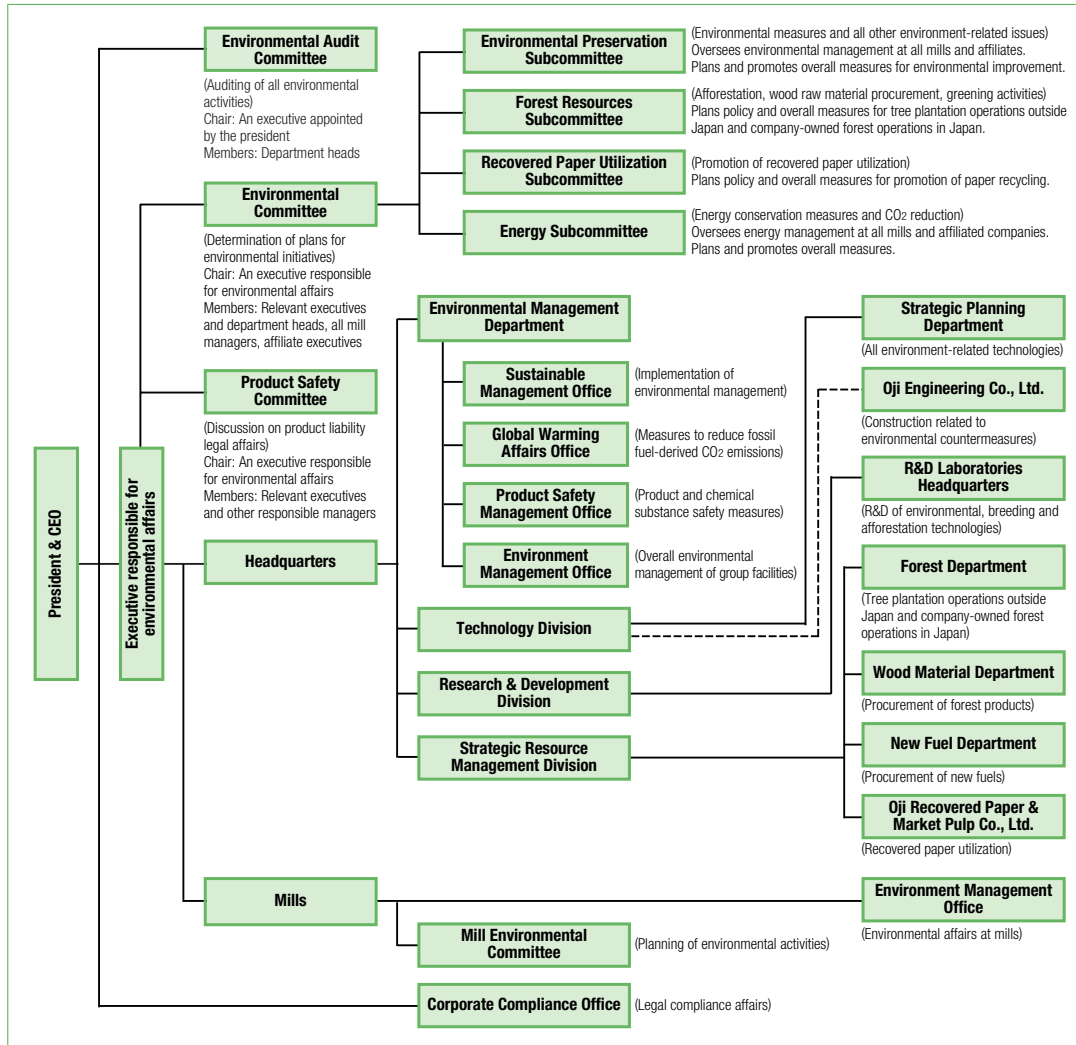 President & CEO
Executive responsible for
environmental affairs
Environmental Audit
Committee
(Auditing of all environmental
activities)
Chair: An executive appointed
by the president
Members: Department heads
Environmental
Committee
(Determination of plans for
environmental initiatives)
Chair: An executive responsible
for environmental affairs
Members: Relevant executives
and department heads, all mill
managers, affiliate executives
Product Safety
Committee
(Discussion on product liability
legal affairs)
Chair: An executive responsible
for environmental affairs
Members: Relevant executives
and other responsible managers
Environmental Preservation
Subcommittee
(Environmental measures and all other environment-related issues)
Oversees environmental management at all mills and affiliates.
Plans and promotes overall measures for environmental improvement.
Forest Resources
Subcommittee
(Afforestation, wood raw material procurement, greening activities)
Plans policy and overall measures for tree plantation operations outside
Japan and company-owned forest operations in Japan.
Recovered Paper Utilization
Subcommittee
(Promotion of recovered paper utilization)
Plans policy and overall measures for promotion of paper recycling.
Energy Subcommittee
(Energy conservation measures and CO2 reduction)
Oversees energy management at all mills and affiliated companies.
Plans and promotes overall measures.
Headquarters
Environmental Management
Department
Sustainable
Management Office
(Implementation of
environmental management)
Global Warming
Affairs Office
(Measures to reduce fossil
fuel-derived CO2 emissions)
Product Safety
Management Office
(Product and chemical
substance safety measures)
Environment
Management Office
(Overall environmental
management of group facilities)
Technology Division
Research & Development
Division
Strategic Resource
Management Division
Strategic Planning
Department
(All environment-related technologies)
Oji Engineering Co., Ltd.
(Construction related to
environmental countermeasures)
R&D Laboratories
Headquarters
(R&D of environmental, breeding and
afforestation technologies)
Forest Department
(Tree plantation operations outside
Japan and company-owned forest
operations in Japan)
Wood Material Department
(Procurement of forest products)
New Fuel Department
(Procurement of new fuels)
Oji Recovered Paper &
Market Pulp Co., Ltd.
(Recovered paper utilization)
Mills
Environment Management
Office
(Environmental affairs at mills)
Mill Environmental
Committee
(Planning of environmental activities)
Corporate Compliance Office
(Legal compliance affairs)